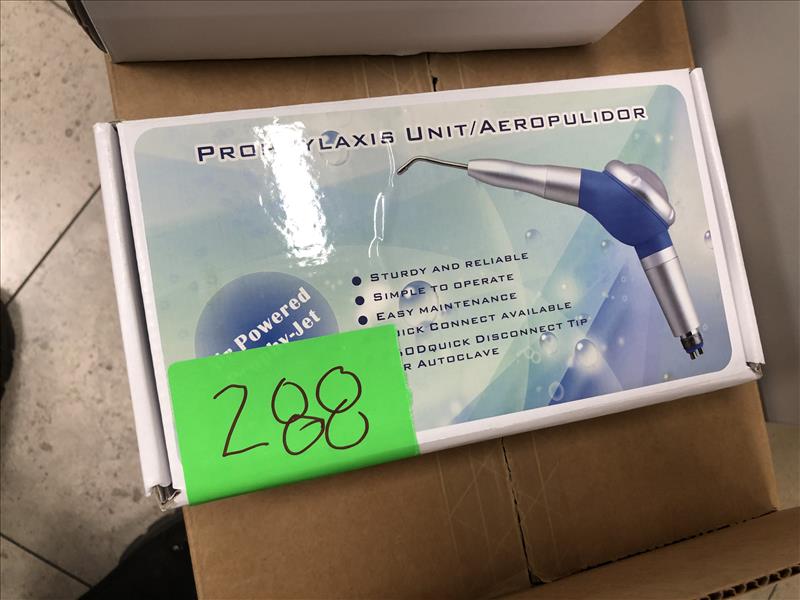 PROPHYLAXIS UNIT/AEROPULIDOR
STURDY AND RELIABLE
SIMPLE TO OPERATE
EASY MAINTENANCE
QUICK CONNECT AVAILABLE
QUICK DISCONNECT TIP
AUTOCLAVE
Powered
-Jet
288